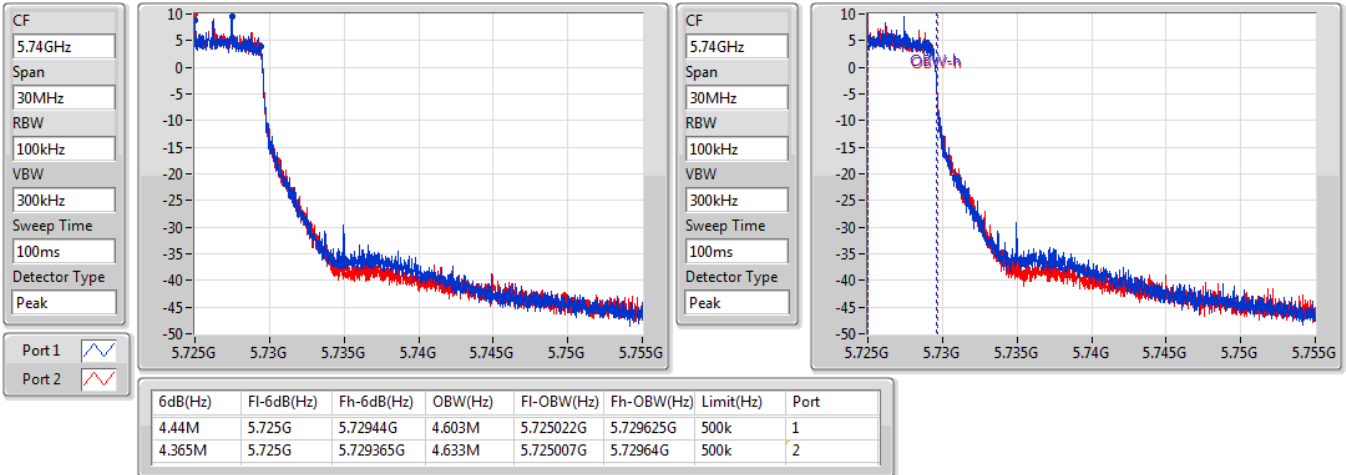 CF
5.74GHz
Span
30MHz
RBW
100kHz
VBW
300kHz
Sweep Time
100ms
Detector Type
Peak
Port 1
Port 2
10
5
0
-5
-10
-15
-20
-25
-30
-35
-40
-45
-50
5.725G 5.73G 5.735G 5.74G 5.745G 5.75G 5.755G
CF
5.74GHz
Span
30MHz
RBW
100kHz
VBW
300kHz
Sweep Time
100ms
Detector Type
Peak
10
5
0
-5
-10
-15
-20
-25
-30
-35
-40
-45
-50
OBW-h
5.725G 5.73G 5.735G 5.74G 5.745G 5.75G 5.755G
6dB(Hz) Fl-6dB(Hz) Fh-6dB(Hz) OBW(Hz) Fl-OBW(Hz) Fh-OBW(Hz) Limit(Hz) Port
4.44M 5.725G 5.72944G 4.603M 5.725022G 5.729625G 500k 1
4.365M 5.725G 5.729365G 4.633M 5.725007G 5.72964G 500k 2